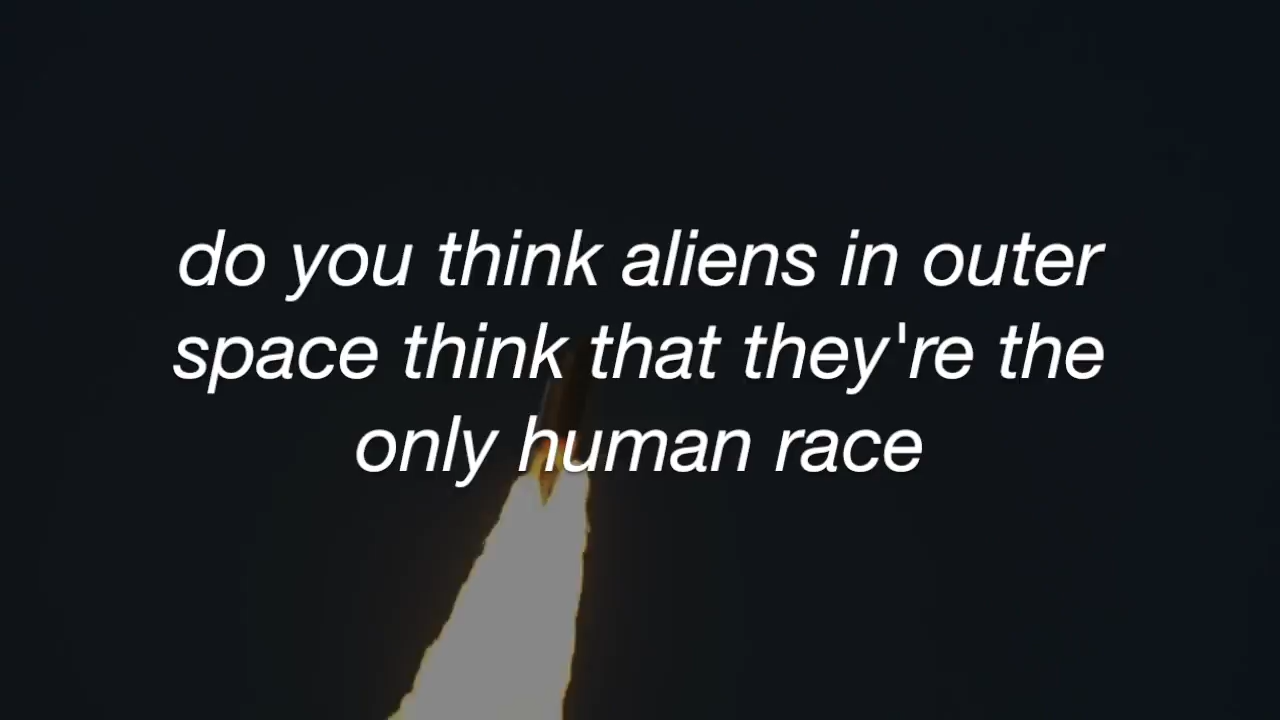 do you think aliens in outer
space think that they're the
only human race